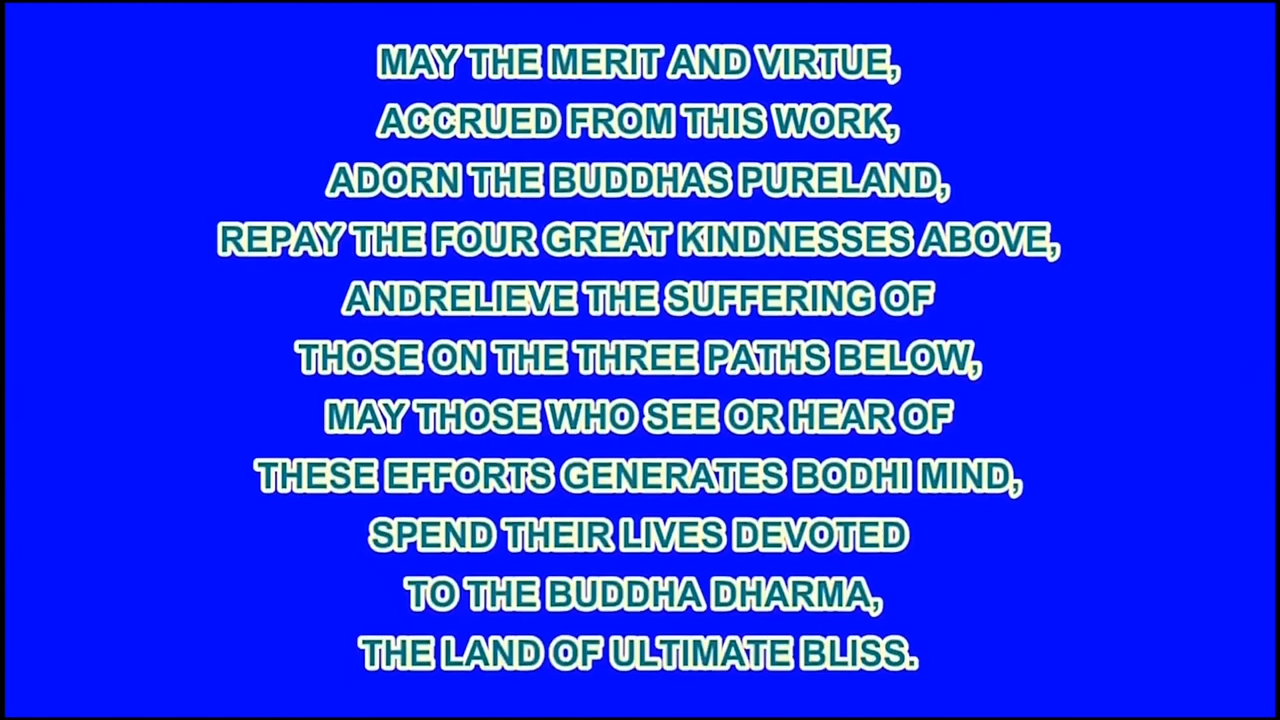 MAY THE MERIT AND VIRTUE,
ACCRUED FROM THIS WORK,
ADORN THE BUDDHAS PURELAND,
REPAY THE FOUR GREAT KINDNESSES ABOVE,
ANDRELIEVE THE SUFFERING OF
THOSE ON THE THREE PATHS BELOW,
MAY THOSE WHO SEE OR HEAR OF
THESE EFFORTS GENERATES BODHI MIND,
SPEND THEIR LIVES DEVOTED
TO THE BUDDHA DHARMA,
THE LAND OF ULTIMATE BLISS.